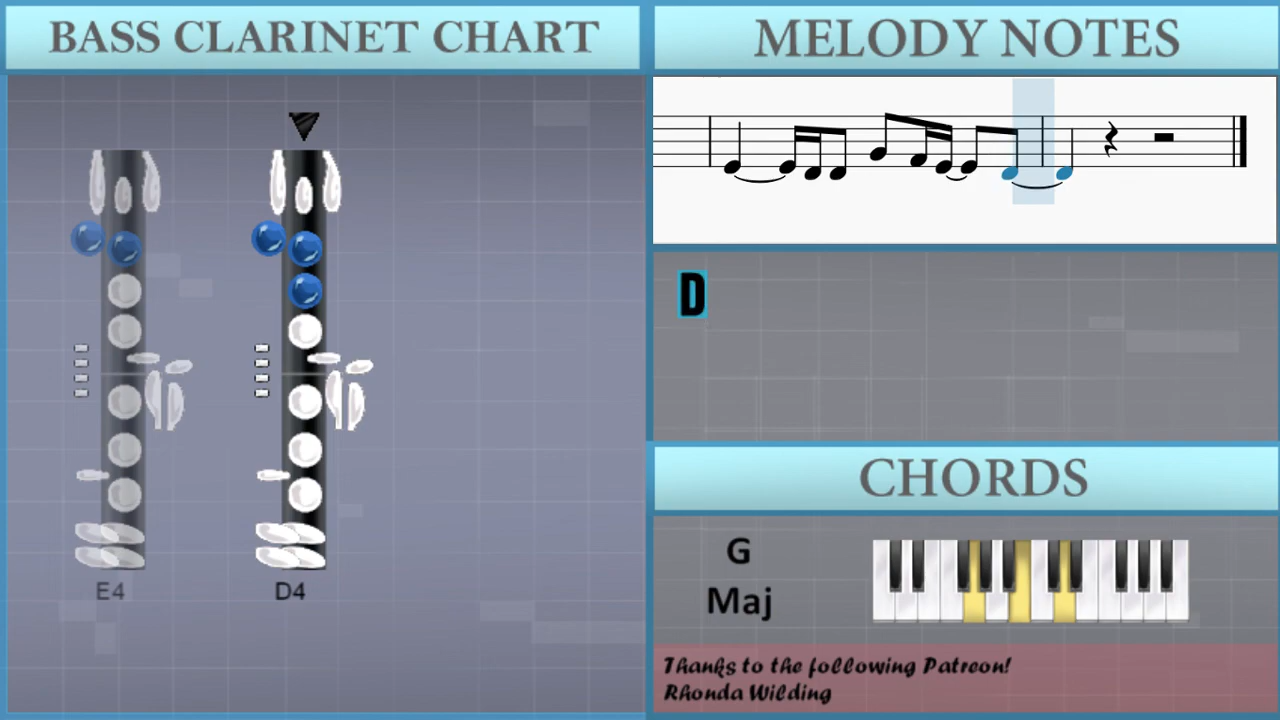 BASS CLARINET CHART
MELODY NOTES
D
E4
D4
CHORDS
G
Maj
Thanks to the following Patreon!
Rhonda Wilding